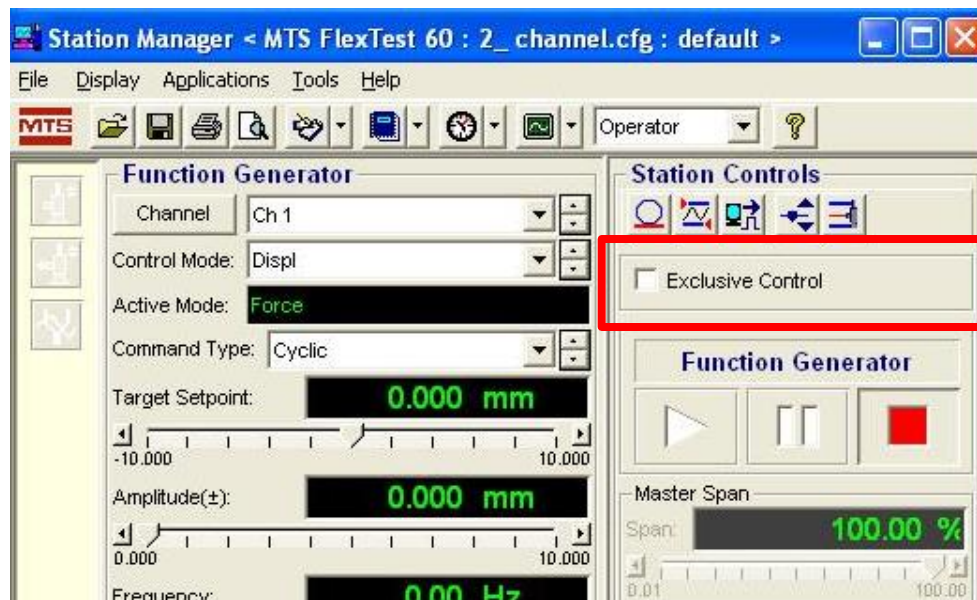 Station Manager < MTS FlexTest 60 : 2_ channel.cfg : default >
File Display Applications Tools Help
MTS Operator ?
Function Generator
Channel Ch 1
Control Mode: Displ
Active Mode: Force
Command Type: Cyclic
Target Setpoint: 0.000 mm
-10.000 10.000
Amplitude(±): 0.000 mm
0.000 10.000
Frequency: 0.00 Hz
Station Controls
Exclusive Control
Function Generator
Master Span
Span: 100.00 %
0.01 100.00